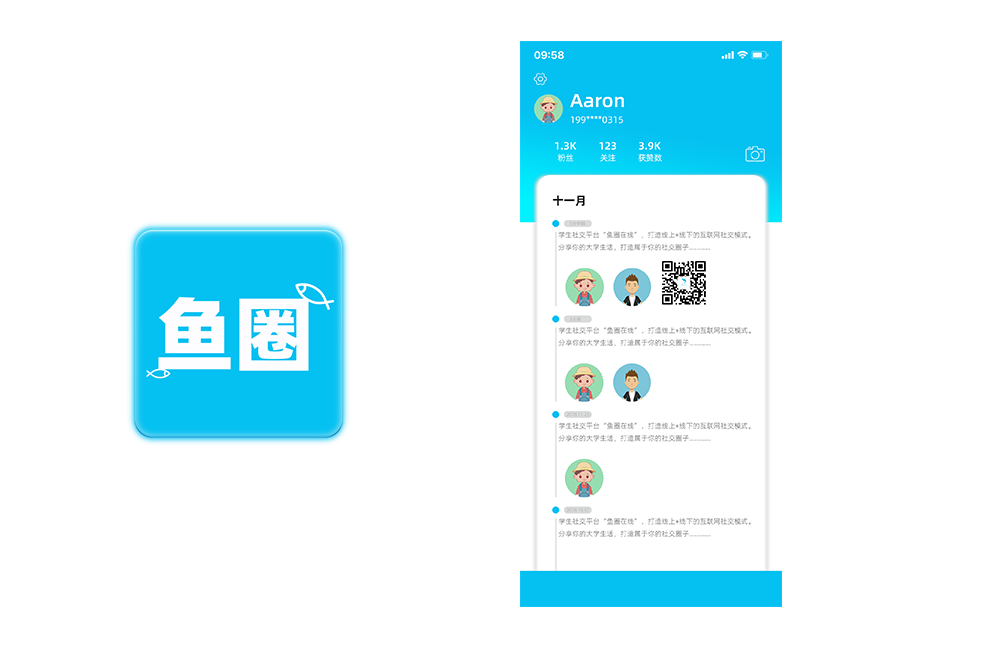 鱼圈
09:58
Aaron
199****0315
1.3K 123 3.9K
粉丝 关注 获赞数
十一月
学生社交平台“鱼圈在线”，打造线上+线下的互联网社交模式。
分享你的大学生活，打造属于你的社交圈子............
学生社交平台“鱼圈在线”，打造线上+线下的互联网社交模式。
分享你的大学生活，打造属于你的社交圈子............
学生社交平台“鱼圈在线”，打造线上+线下的互联网社交模式。
分享你的大学生活，打造属于你的社交圈子............
学生社交平台“鱼圈在线”，打造线上+线下的互联网社交模式。
分享你的大学生活，打造属于你的社交圈子............